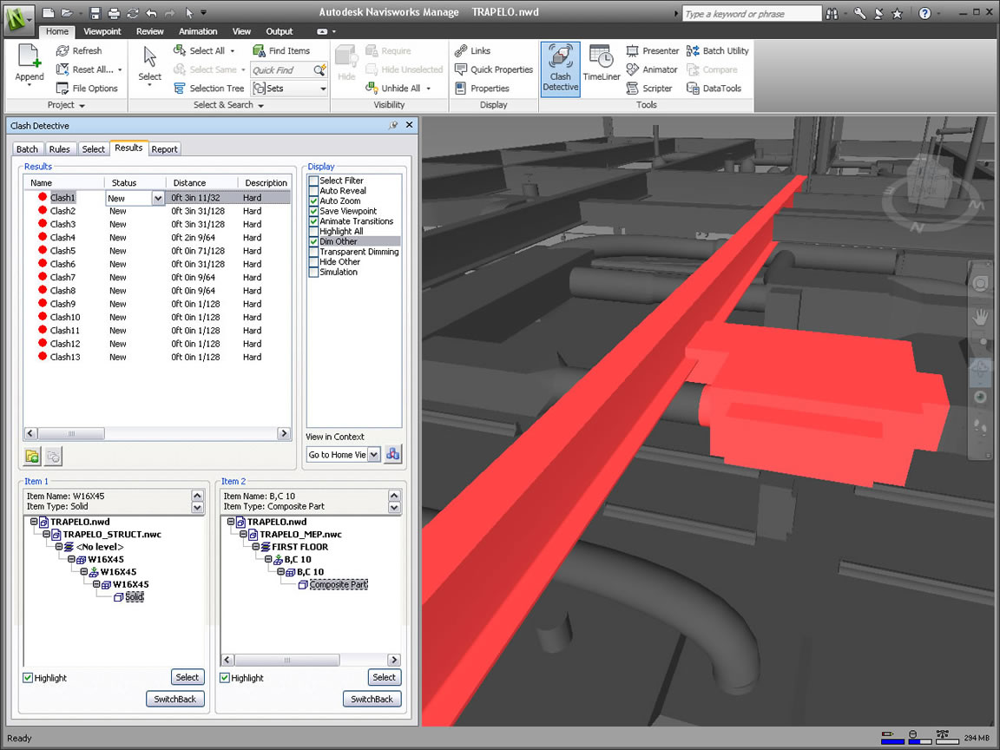 Autodesk Navisworks Manage TRAPELO.nwd
Type a keyword or phrase
Home Viewpoint Review Animation View Output
Append
Refresh
Reset All...
File Options
Project
Select
Select All
Select Same
Selection Tree
Find Items
Quick Find
Sets
Select & Search
Hide
Require
Hide Unselected
Unhide All
Visibility
Links
Quick Properties
Properties
Display
Clash
Detective
TimeLiner
Presenter
Animator
Scripter
Batch Utility
Compare
DataTools
Tools
Clash Detective
Batch Rules Select Results Report
Results
Name Status Distance Description
Clash1 New 0ft 3in 11/32 Hard
Clash2 New 0ft 3in 31/128 Hard
Clash3 New 0ft 3in 31/128 Hard
Clash4 New 0ft 2in 9/64 Hard
Clash5 New 0ft 0in 71/128 Hard
Clash6 New 0ft 0in 31/128 Hard
Clash7 New 0ft 0in 9/64 Hard
Clash8 New 0ft 0in 9/64 Hard
Clash9 New 0ft 0in 1/128 Hard
Clash10 New 0ft 0in 1/128 Hard
Clash11 New 0ft 0in 1/128 Hard
Clash12 New 0ft 0in 1/128 Hard
Clash13 New 0ft 0in 1/128 Hard
Display
Select Filter
Auto Reveal
Auto Zoom
Save Viewpoint
Animate Transitions
Highlight All
Dim Other
Transparent Dimming
Hide Other
Simulation
View in Context
Go to Home Vie
Item 1
Item Name: W16X45
Item Type: Solid
TRAPELO.nwd
TRAPELO_STRUCT.nwc
<No level>
W16X45
W16X45
W16X45
Solid
Highlight
Select
SwitchBack
Item 2
Item Name: B,C 10
Item Type: Composite Part
TRAPELO.nwd
TRAPELO_MEP.nwc
FIRST FLOOR
B,C 10
B,C 10
Composite Part
Highlight
Select
SwitchBack
M
N
Ready
294 MB